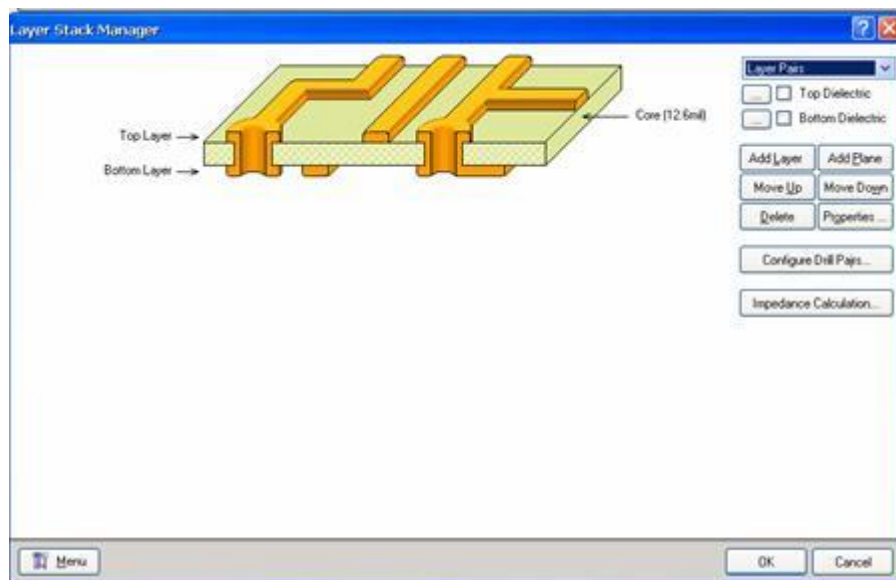 Layer Stack Manager
Layer Pairs
... Top Dielectric
... Bottom Dielectric
Core (12.6mil)
Top Layer
Bottom Layer
Add Layer Add Plane
Move Up Move Down
Delete Properties ...
Configure Drill Pairs...
Impedance Calculation...
Menu OK Cancel